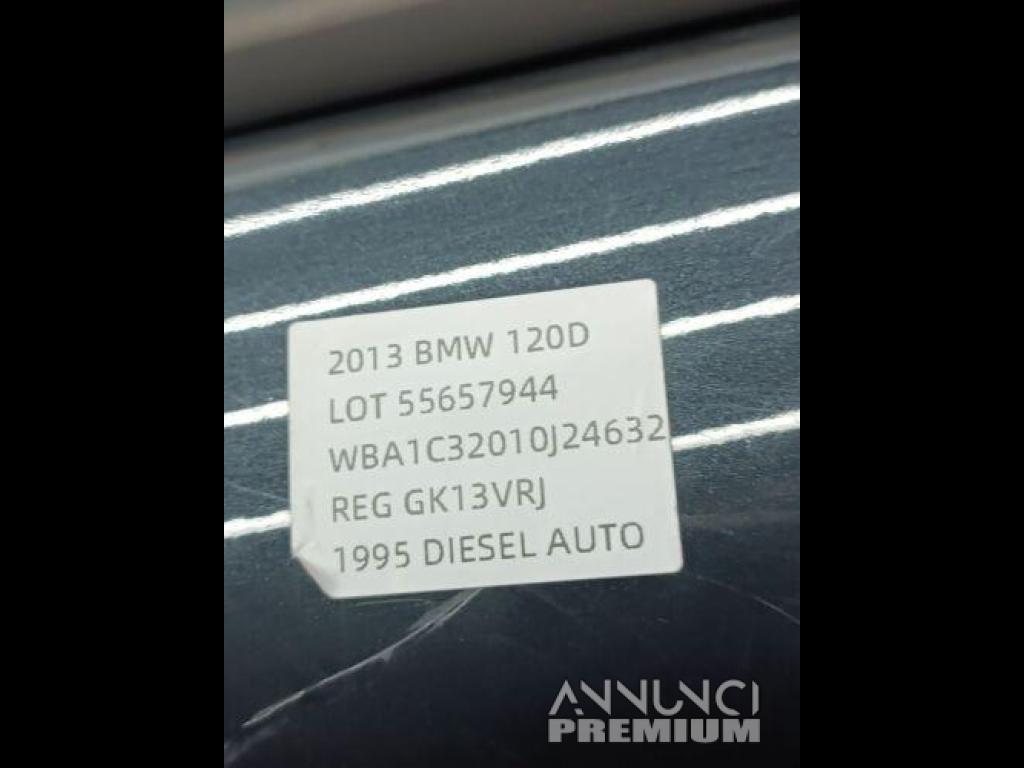 2013 BMW 120D
LOT 55657944
WBA1C32010J24632
REG GK13VRJ
1995 DIESEL AUTO
ANNUNCI
PREMIUM